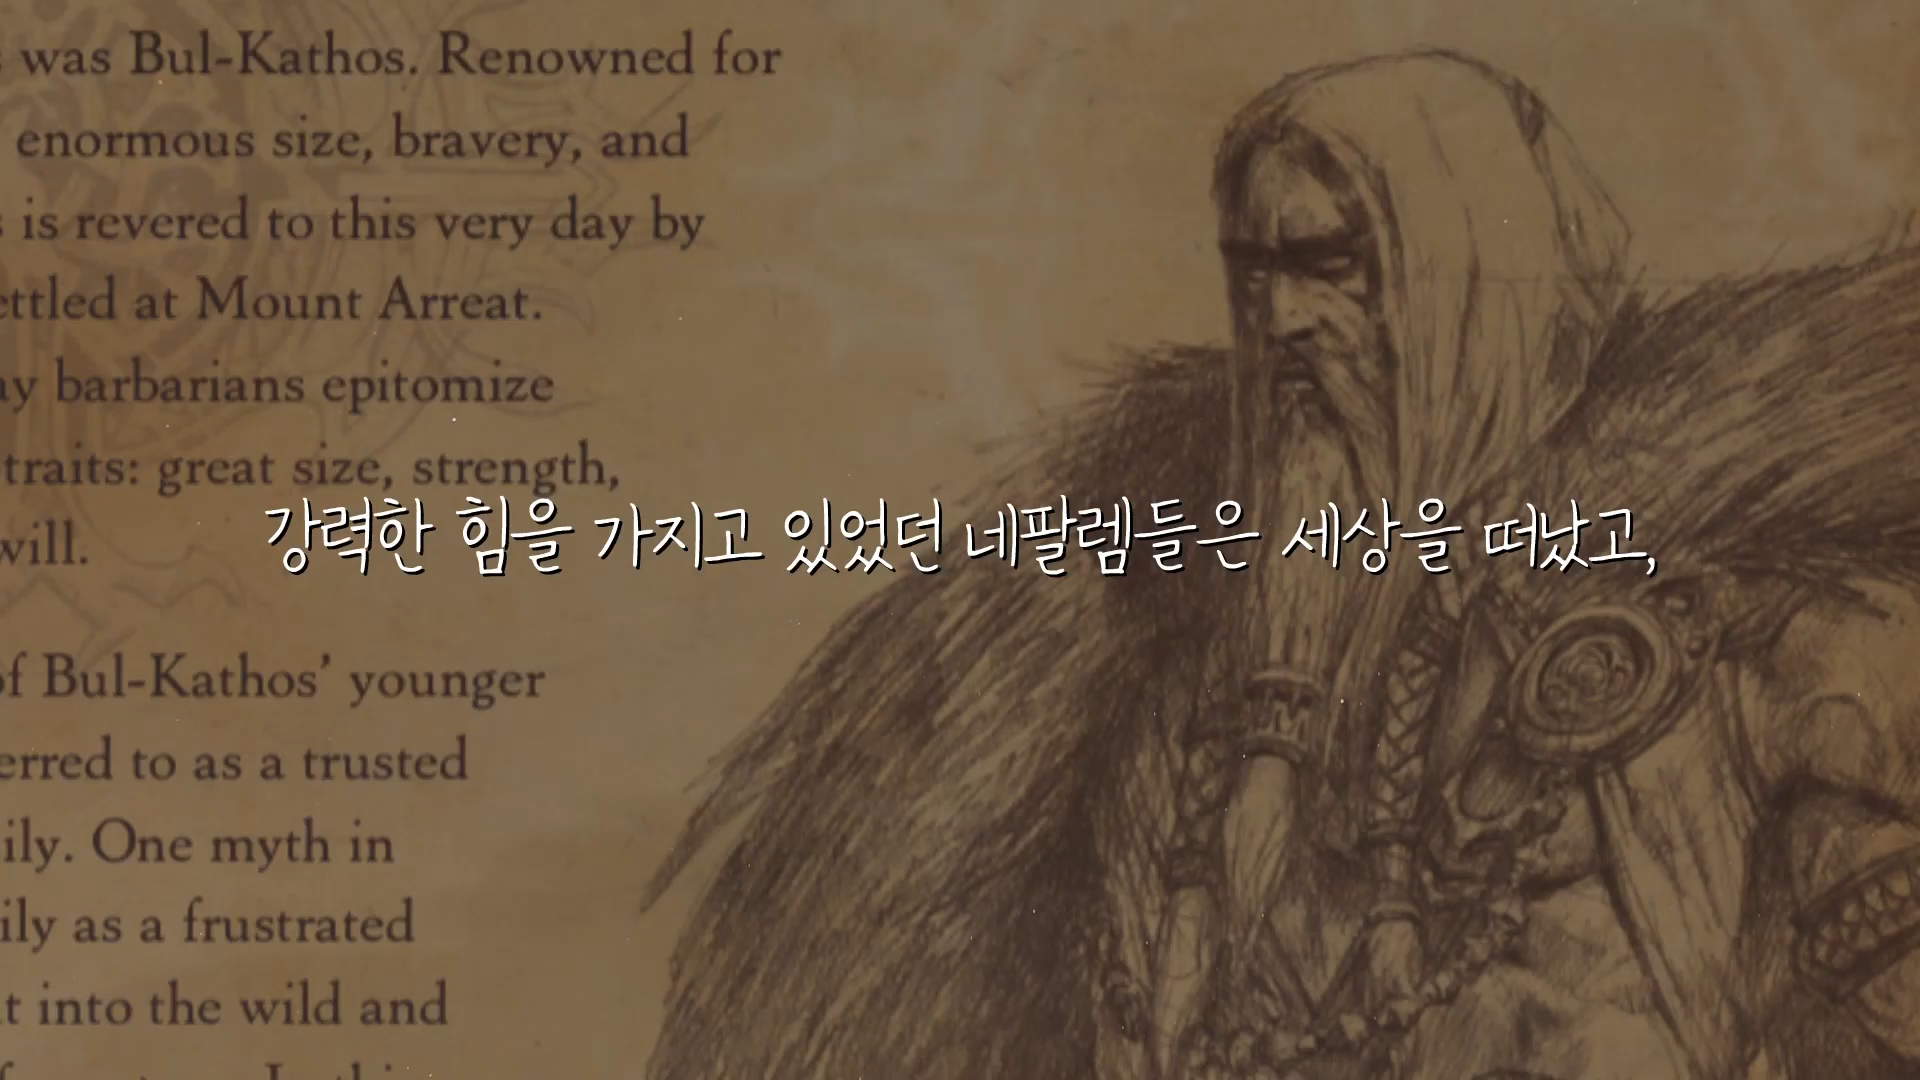 was Bul-Kathos. Renowned for
enormous size, bravery, and
is revered to this very day by
ettled at Mount Arreat.
ay barbarians epitomize
traits: great size, strength,
will.
강력한 힘을 가지고 있었던 네팔렘들은 세상을 떠났고,
of Bul-Kathos’ younger
erred to as a trusted
ily. One myth in
ily as a frustrated
t into the wild and